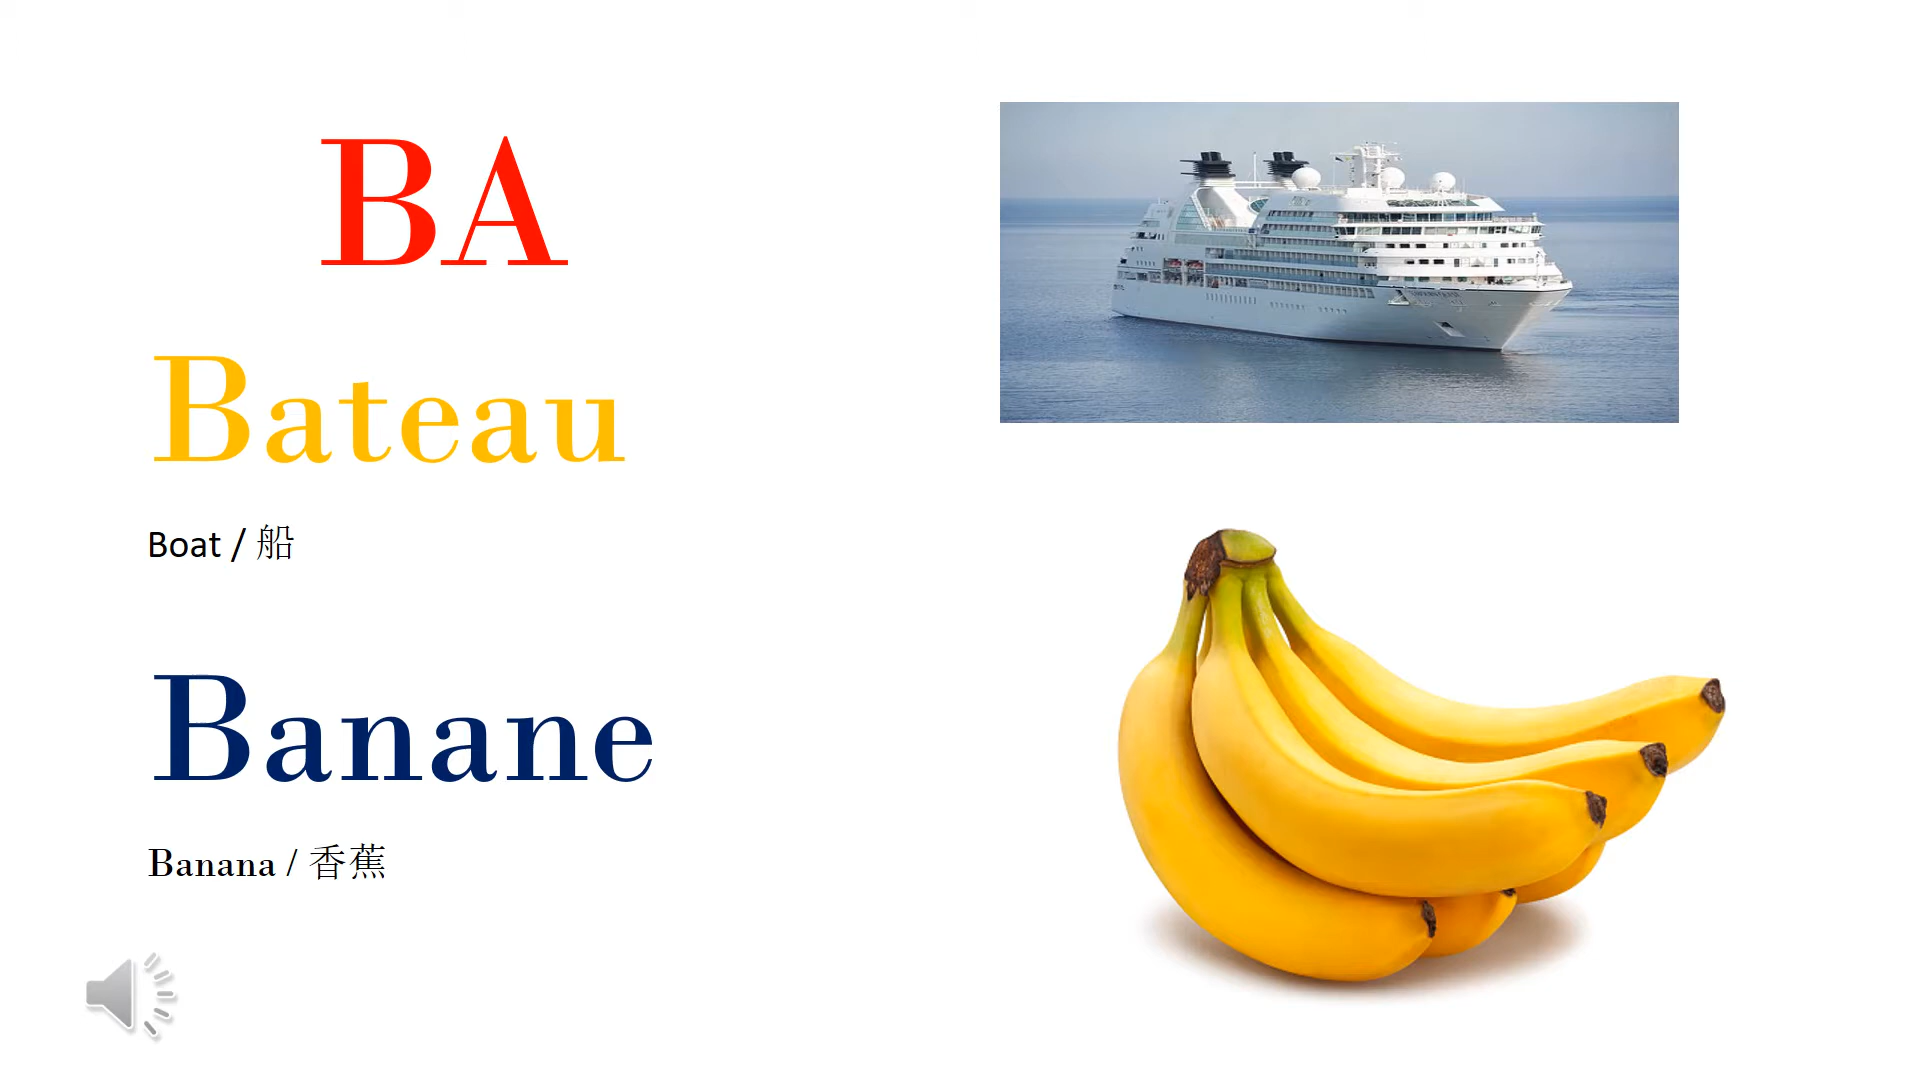 BA
Bateau
Boat / 船
Banane
Banana / 香蕉